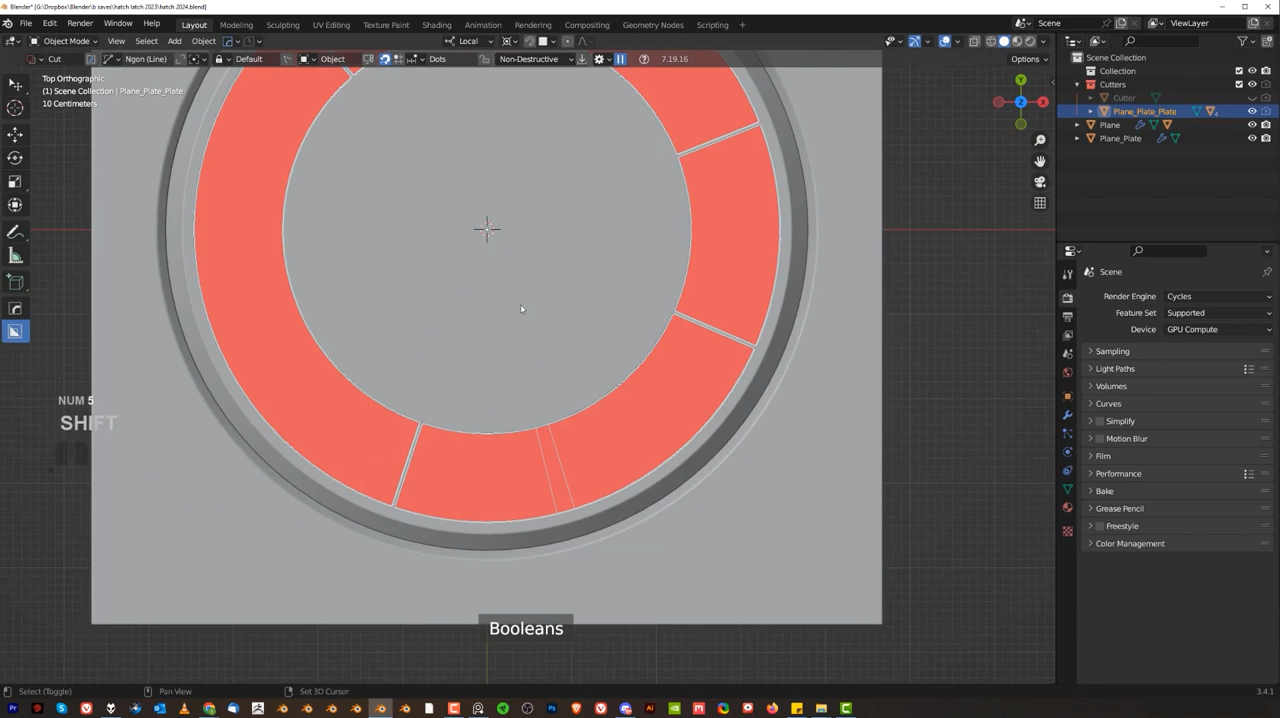 Blender* [G:\Dropbox\Blender\b saves\hatch latch 2023\hatch 2024.blend]
File Edit Render Window Help Layout Modeling Sculpting UV Editing Texture Paint Shading Animation Rendering Compositing Geometry Nodes Scripting + Scene ViewLayer
Object Mode View Select Add Object Local
Cut Ngon (Line) Default Object Dots Non-Destructive 7.19.16 Options
Top Orthographic
(1) Scene Collection | Plane_Plate_Plate
10 Centimeters
Y
X
Z
NUM 5
SHIFT
Booleans
Scene Collection
Collection
Cutters
Cutter
Plane_Plate_Plate
Plane
Plane_Plate
Scene
Render Engine Cycles
Feature Set Supported
Device GPU Compute
Sampling
Light Paths
Volumes
Curves
Simplify
Motion Blur
Film
Performance
Bake
Grease Pencil
Freestyle
Color Management
Select (Toggle) Pan View Set 3D Cursor 3.4.1